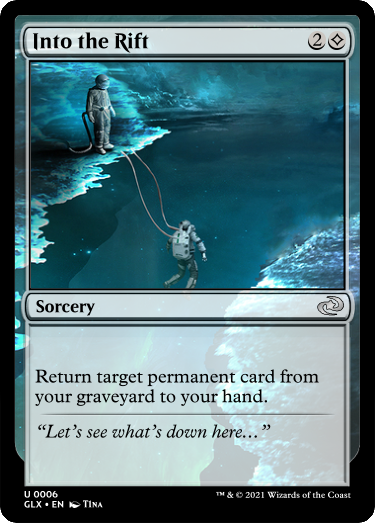 Into the Rift 2
Sorcery
Return target permanent card from
your graveyard to your hand.
“Let’s see what’s down here…”
U 0006
GLX • EN Tina
™ & © 2021 Wizards of the Coast